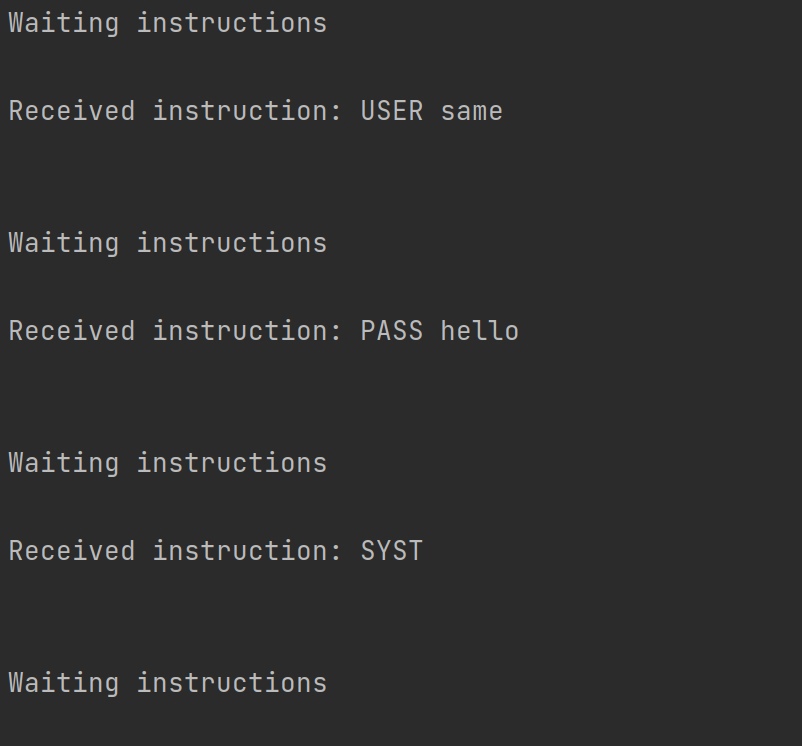 Waiting instructions
Received instruction: USER same
Waiting instructions
Received instruction: PASS hello
Waiting instructions
Received instruction: SYST
Waiting instructions